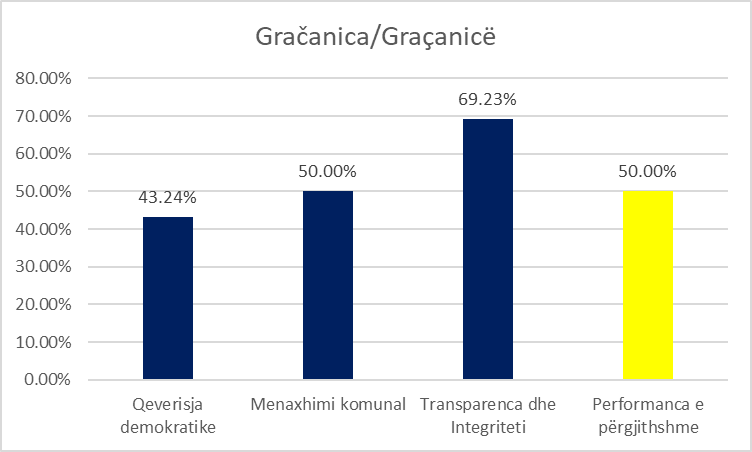 Gračanica/Graçanicë
80.00%
70.00%
60.00%
50.00%
40.00%
30.00%
20.00%
10.00%
0.00%
43.24%
50.00%
69.23%
50.00%
Qeverisja
demokratike
Menaxhimi komunal
Transparenca dhe
Integriteti
Performanca e
përgjithshme